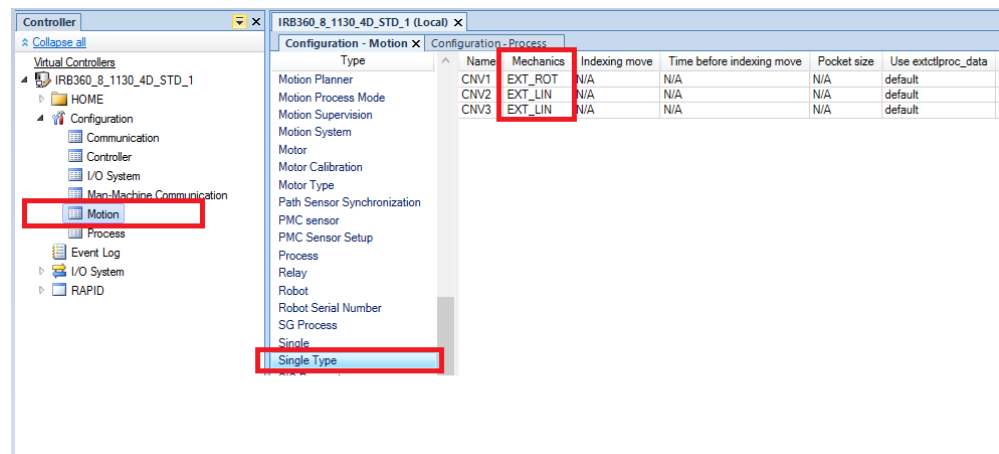 Controller
Collapse all
Virtual Controllers
IRB360_8_1130_4D_STD_1
HOME
Configuration
Communication
Controller
I/O System
Man-Machine Communication
Motion
Process
Event Log
I/O System
RAPID
IRB360_8_1130_4D_STD_1 (Local)
Configuration - Motion Configuration - Process
Type
Motion Planner
Motion Process Mode
Motion Supervision
Motion System
Motor
Motor Calibration
Motor Type
Path Sensor Synchronization
PMC sensor
PMC Sensor Setup
Process
Relay
Robot
Robot Serial Number
SG Process
Single
Single Type
Name Mechanics Indexing move Time before indexing move Pocket size Use extctlproc_data
CNV1 EXT_ROT N/A N/A N/A default
CNV2 EXT_LIN N/A N/A N/A default
CNV3 EXT_LIN N/A N/A N/A default